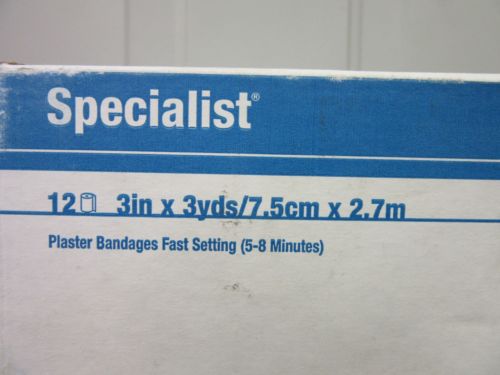 Specialist®
12 3in x 3yds/7.5cm x 2.7m
Plaster Bandages Fast Setting (5-8 Minutes)